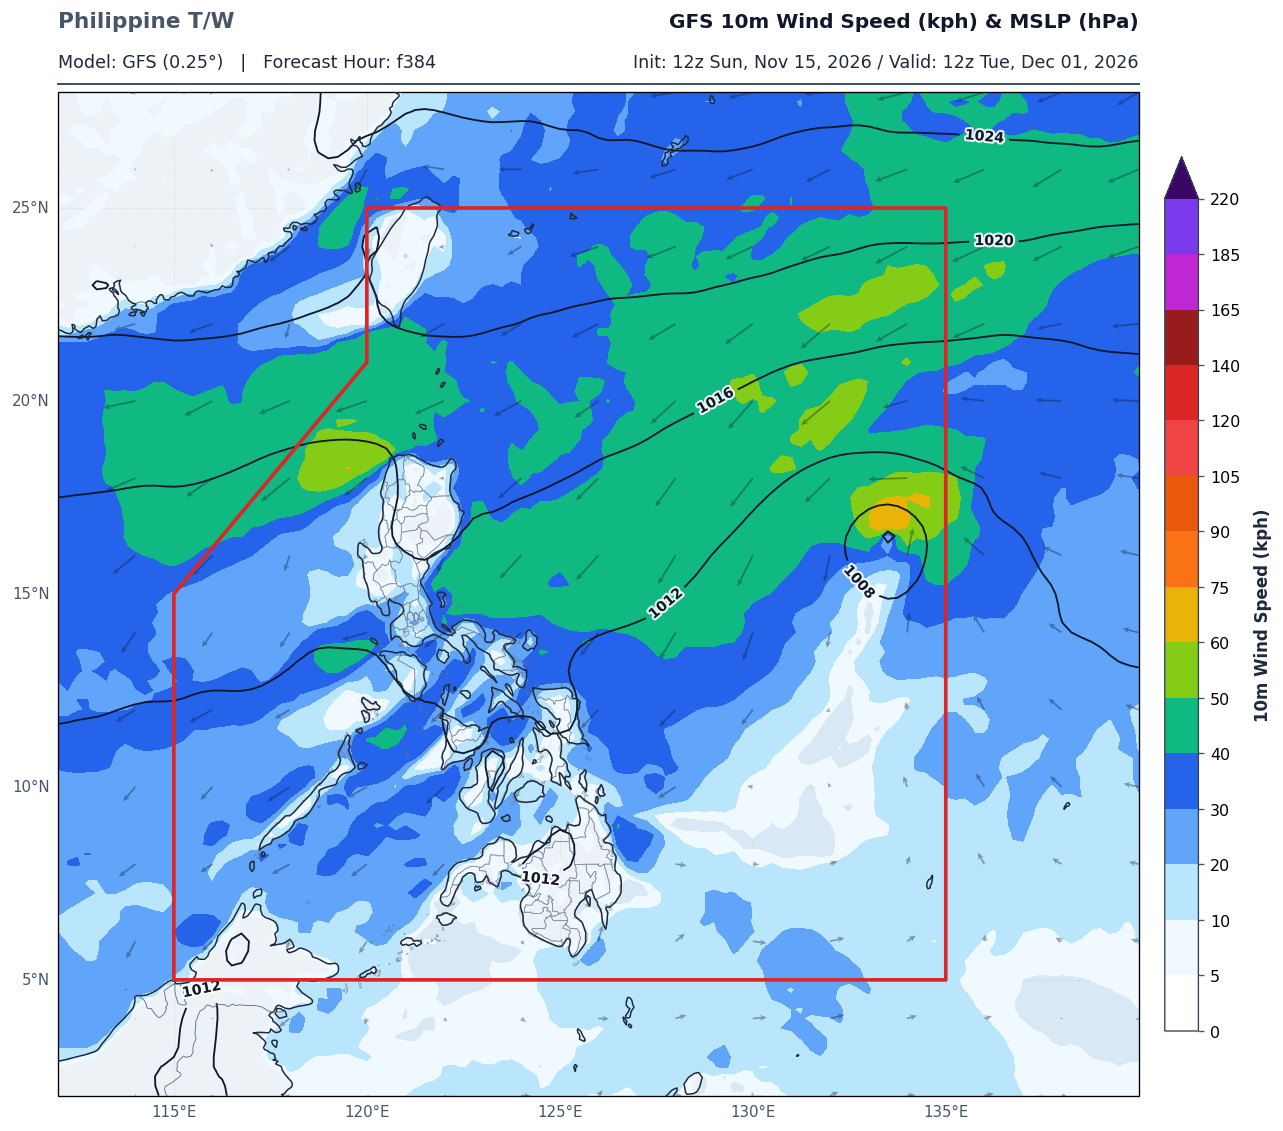 Philippine T/W
GFS 10m Wind Speed (kph) & MSLP (hPa)
Model: GFS (0.25°) | Forecast Hour: f384
Init: 12z Sun, Nov 15, 2026 / Valid: 12z Tue, Dec 01, 2026
1024
1020
1016
1012
1008
1012
1012
25°N
20°N
15°N
10°N
5°N
115°E
120°E
125°E
130°E
135°E
220
185
165
140
120
105
90
75
60
50
40
30
20
10
5
0
10m Wind Speed (kph)